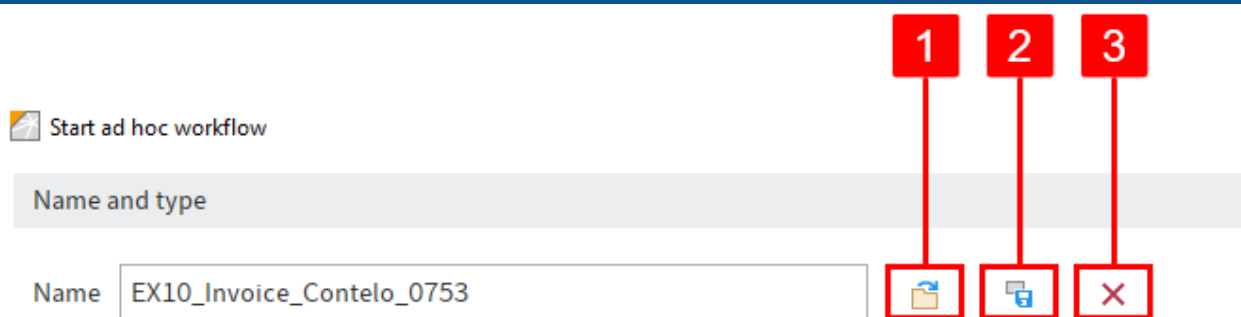 1 2 3
Start ad hoc workflow
Name and type
Name EX10_Invoice_Contelo_0753